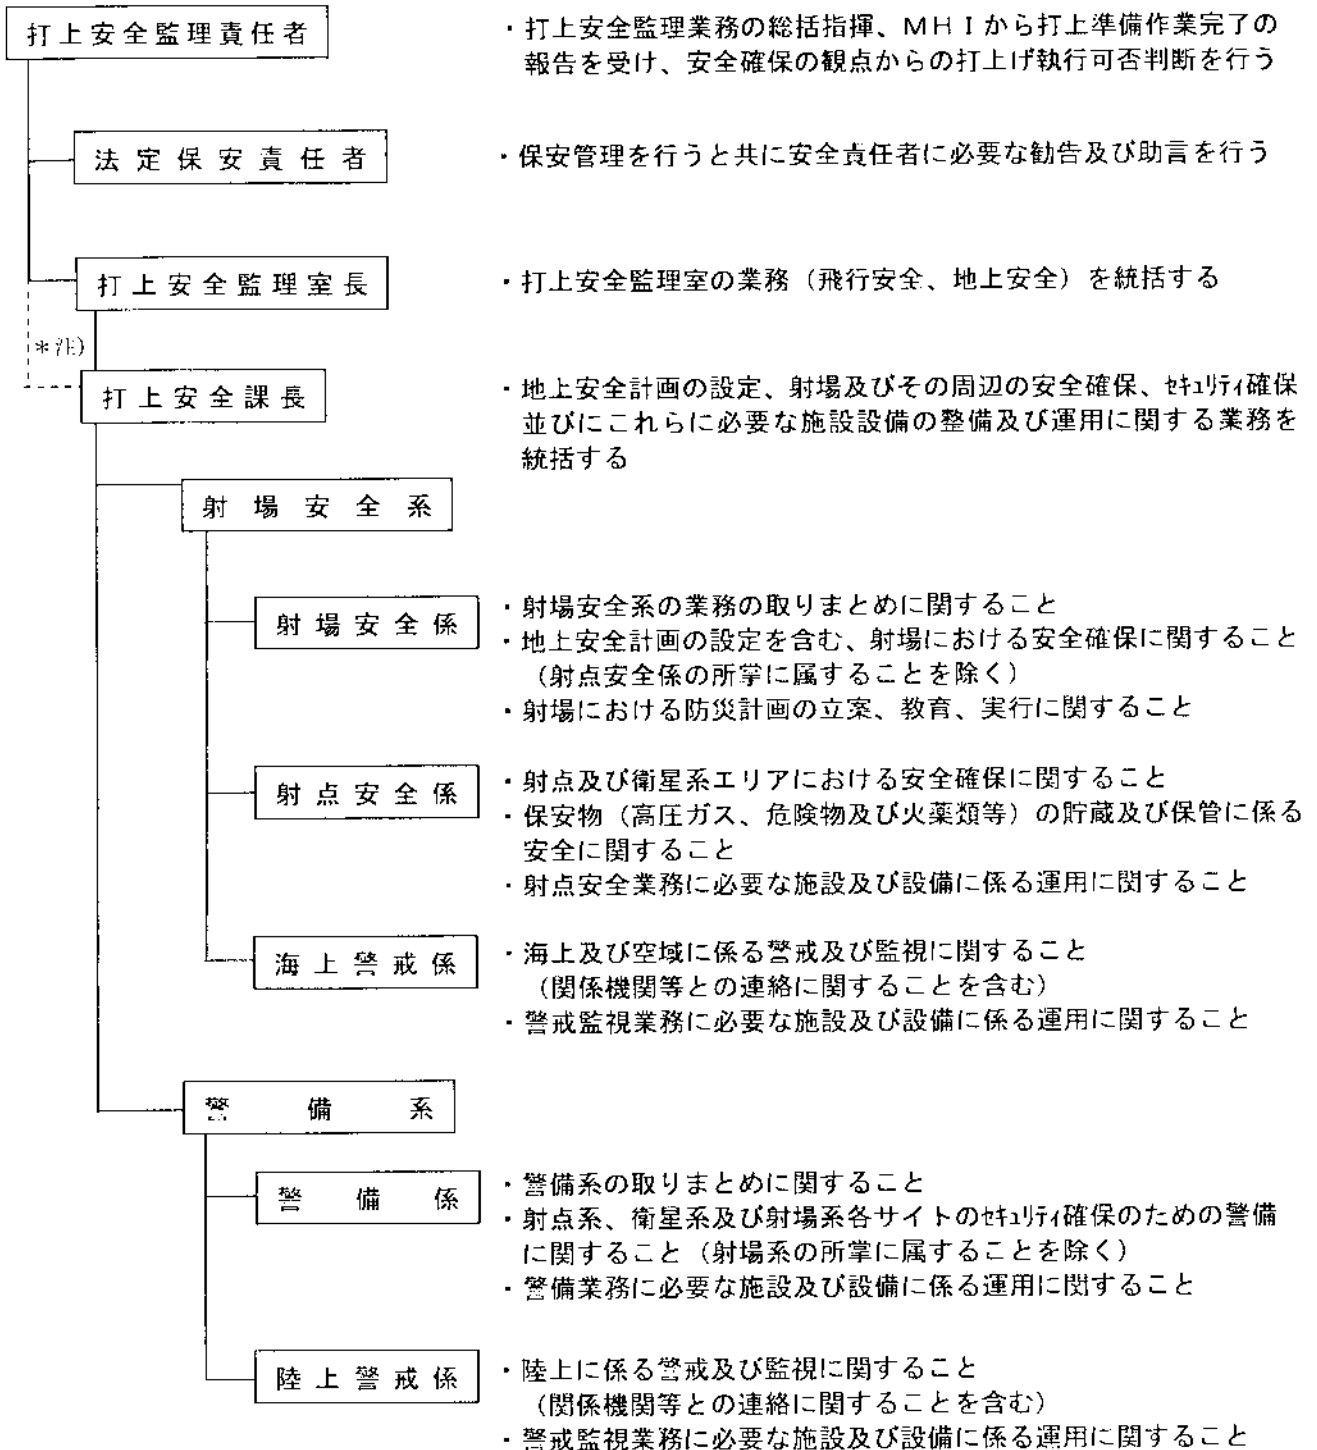 打上安全監理責任者
・打上安全監理業務の総括指揮、MHIから打上準備作業完了の
報告を受け、安全確保の観点からの打上げ執行可否判断を行う
法定保安責任者
・保安管理を行うと共に安全責任者に必要な勧告及び助言を行う
打上安全監理室長
・打上安全監理室の業務（飛行安全、地上安全）を統括する
＊注）
打上安全課長
・地上安全計画の設定、射場及びその周辺の安全確保、ｾｷｭﾘﾃｨ確保
並びにこれらに必要な施設設備の整備及び運用に関する業務を
統括する
射場安全系
射場安全係
・射場安全系の業務の取りまとめに関すること
・地上安全計画の設定を含む、射場における安全確保に関すること
（射点安全係の所掌に属することを除く）
・射場における防災計画の立案、教育、実行に関すること
射点安全係
・射点及び衛星系エリアにおける安全確保に関すること
・保安物（高圧ガス、危険物及び火薬類等）の貯蔵及び保管に係る
安全に関すること
・射点安全業務に必要な施設及び設備に係る運用に関すること
海上警戒係
・海上及び空域に係る警戒及び監視に関すること
（関係機関等との連絡に関することを含む）
・警戒監視業務に必要な施設及び設備に係る運用に関すること
警備系
警備係
・警備系の取りまとめに関すること
・射点系、衛星系及び射場系各サイトのｾｷｭﾘﾃｨ確保のための警備
に関すること（射場系の所掌に属することを除く）
・警備業務に必要な施設及び設備に係る運用に関すること
陸上警戒係
・陸上に係る警戒及び監視に関すること
（関係機関等との連絡に関することを含む）
・警戒監視業務に必要な施設及び設備に係る運用に関すること